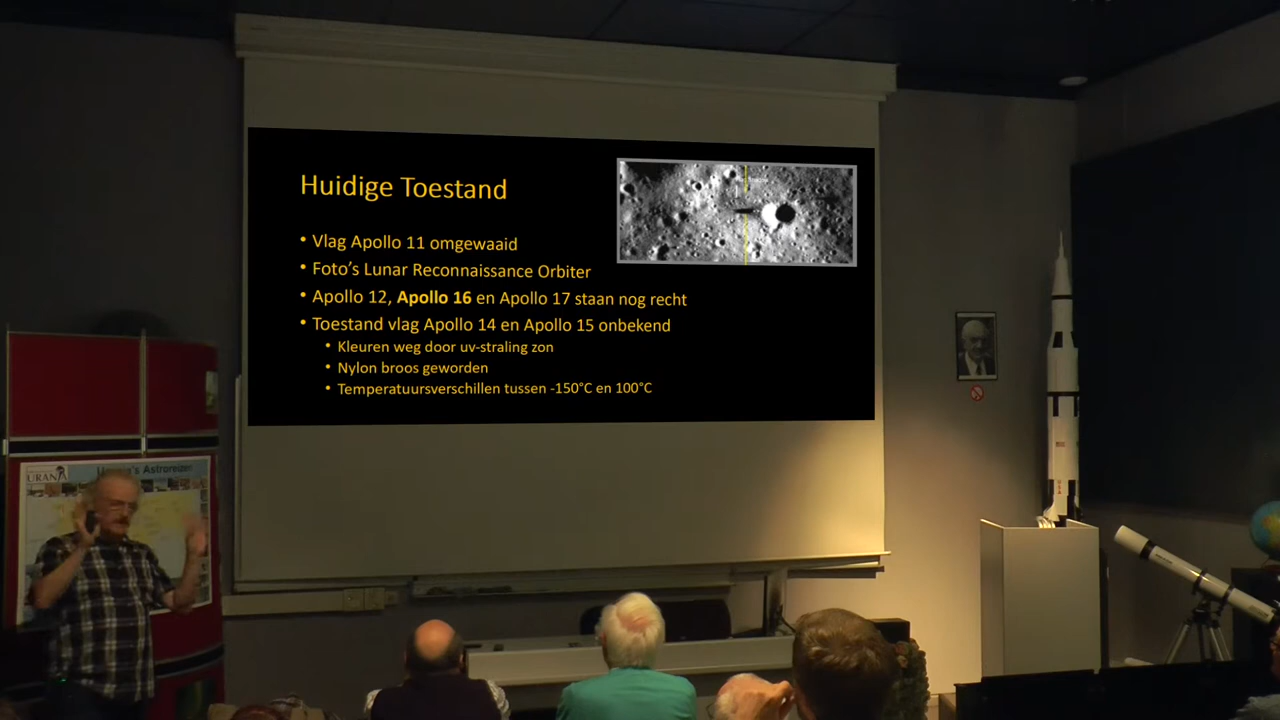 Huidige Toestand
• Vlag Apollo 11 omgewaaid
• Foto's Lunar Reconnaissance Orbiter
• Apollo 12, Apollo 16 en Apollo 17 staan nog recht
• Toestand vlag Apollo 14 en Apollo 15 onbekend
• Kleuren weg door uv-straling zon
• Nylon broos geworden
• Temperatuursverschillen tussen -150°C en 100°C
URANIA
Urania's Astroreizen
USA